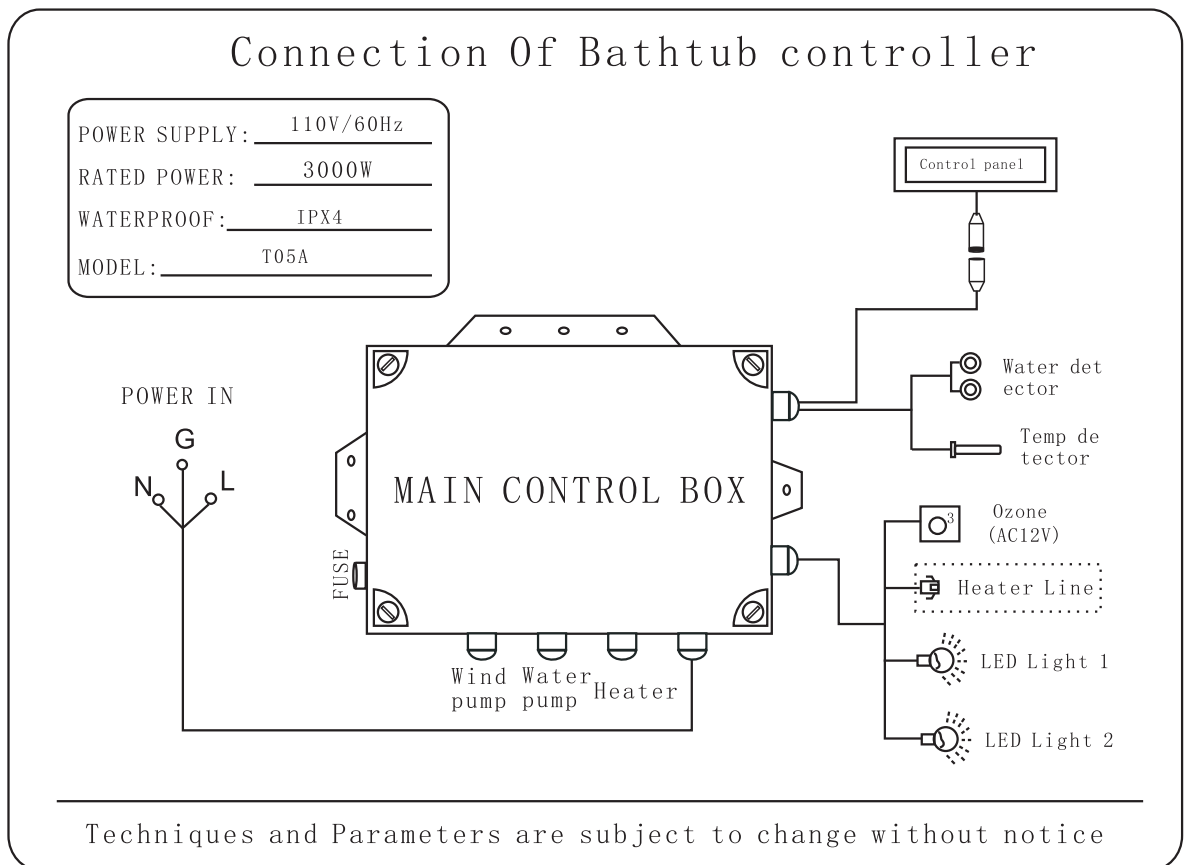 Connection Of Bathtub controller
POWER SUPPLY: 110V/60Hz
RATED POWER: 3000W
WATERPROOF: IPX4
MODEL: T05A
Control panel
Water det
ector
Temp de
tector
POWER IN
G
N
L
MAIN CONTROL BOX
FUSE
3
Ozone
(AC12V)
Heater Line
LED Light 1
LED Light 2
Wind
pump
Water
pump
Heater
Techniques and Parameters are subject to change without notice